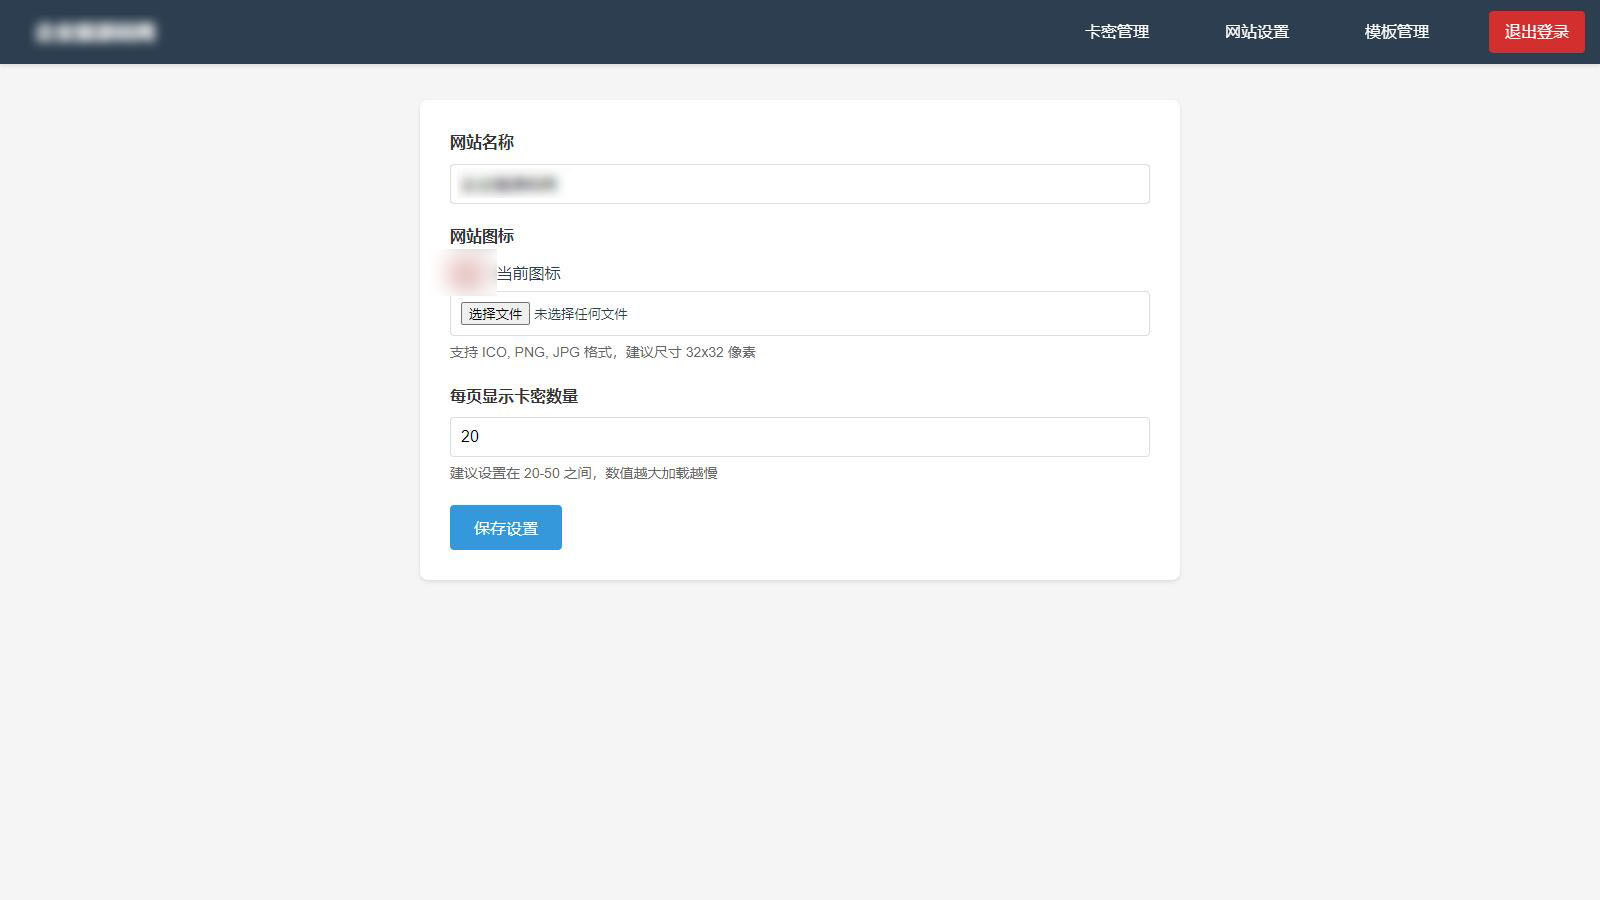 卡密管理
网站设置
模板管理
退出登录
网站名称
网站图标
当前图标
选择文件 未选择任何文件
支持 ICO, PNG, JPG 格式，建议尺寸 32x32 像素
每页显示卡密数量
20
建议设置在 20-50 之间，数值越大加载越慢
保存设置